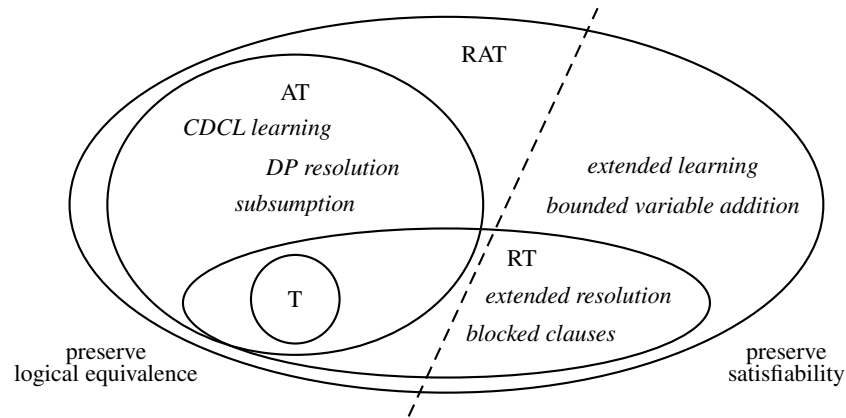 RAT
AT
CDCL learning
DP resolution
extended learning
subsumption
bounded variable addition
RT
T
extended resolution
blocked clauses
preserve
logical equivalence
preserve
satisfiability